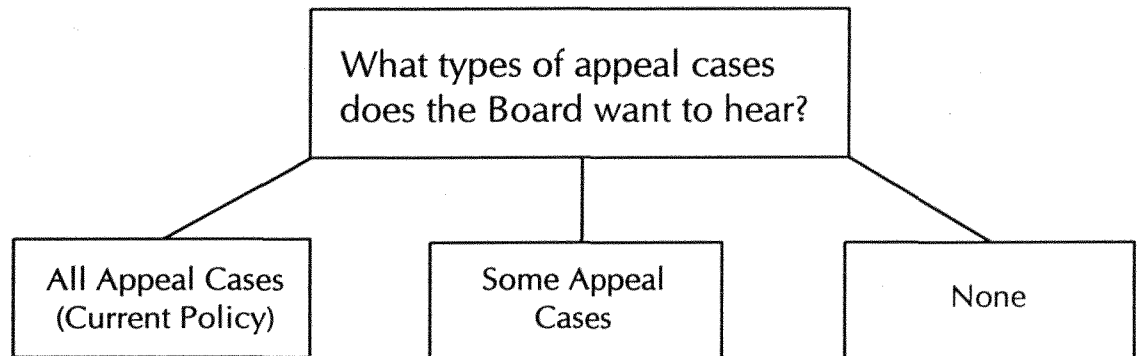 What types of appeal cases
does the Board want to hear?
All Appeal Cases
(Current Policy)
Some Appeal
Cases
None